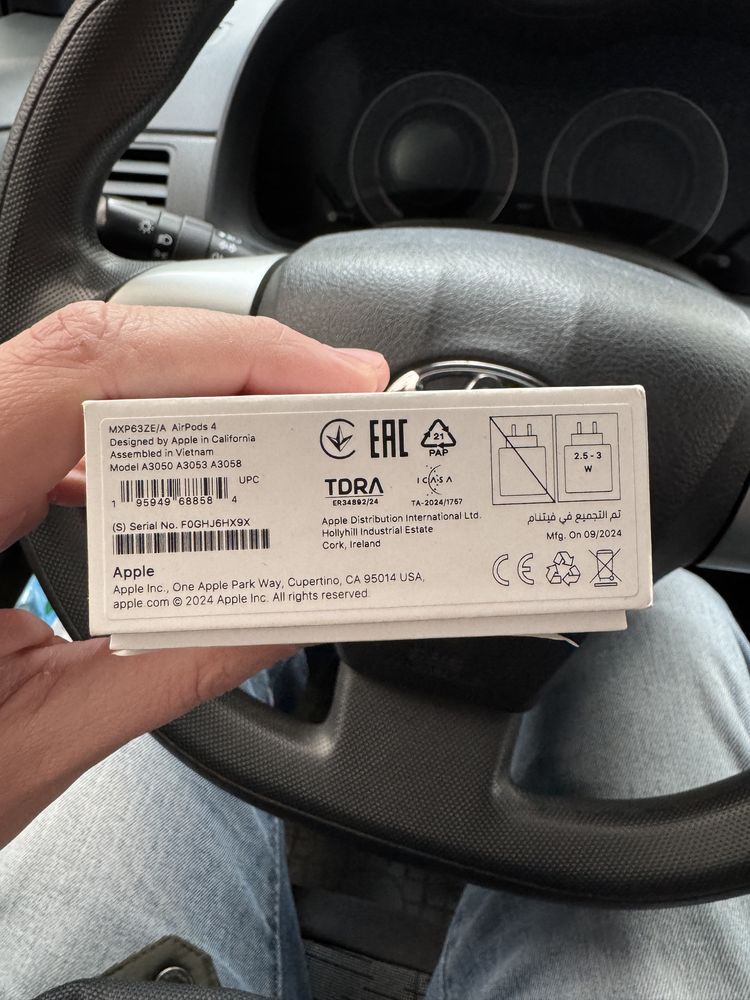 MXP63ZE/A AirPods 4
Designed by Apple in California
Assembled in Vietnam
Model A3050 A3053 A3058
UPC
1 95949 68858 4
(S) Serial No. F0GHJ6HX9X
Apple
Apple Inc., One Apple Park Way, Cupertino, CA 95014 USA,
apple.com © 2024 Apple Inc. All rights reserved.
EAC
21
PAP
TDRA
ER34892/24
ICASA
TA-2024/1767
Apple Distribution International Ltd.
Hollyhill Industrial Estate
Cork, Ireland
2.5 - 3
W
تم التجميع في فيتنام
Mfg. On 09/2024
CE